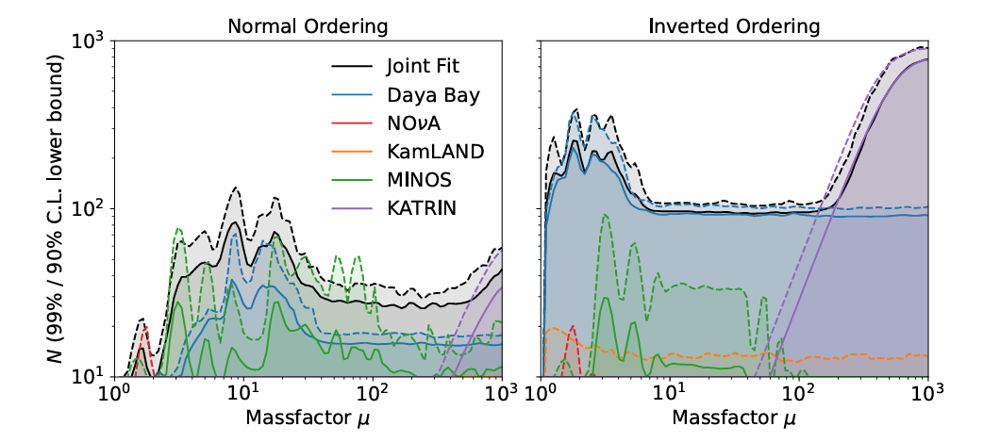 Normal Ordering
Inverted Ordering
N (99% / 90% C.L. lower bound)
10³
10²
10¹
Joint Fit
Daya Bay
NOνA
KamLAND
MINOS
KATRIN
10⁰ 10¹ 10² 10³
10⁰ 10¹ 10² 10³
Massfactor μ
Massfactor μ